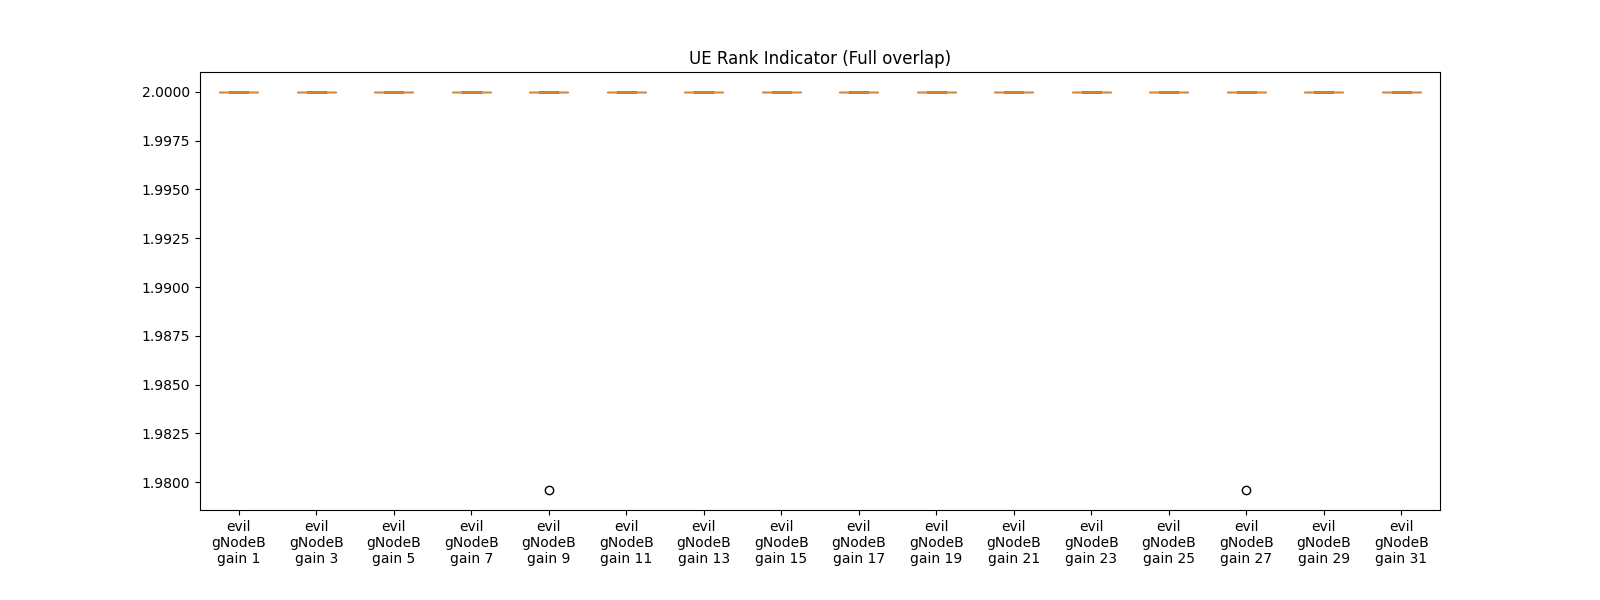 UE Rank Indicator (Full overlap)
2.0000
1.9975
1.9950
1.9925
1.9900
1.9875
1.9850
1.9825
1.9800
evil
gNodeB
gain 1
evil
gNodeB
gain 3
evil
gNodeB
gain 5
evil
gNodeB
gain 7
evil
gNodeB
gain 9
evil
gNodeB
gain 11
evil
gNodeB
gain 13
evil
gNodeB
gain 15
evil
gNodeB
gain 17
evil
gNodeB
gain 19
evil
gNodeB
gain 21
evil
gNodeB
gain 23
evil
gNodeB
gain 25
evil
gNodeB
gain 27
evil
gNodeB
gain 29
evil
gNodeB
gain 31